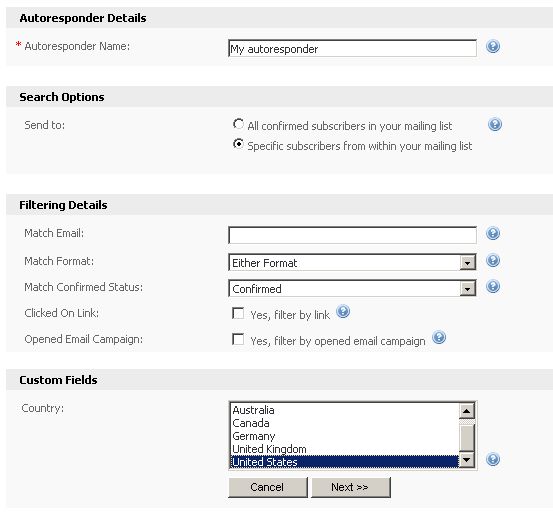 Autoresponder Details
* Autoresponder Name: My autoresponder ?
Search Options
Send to: All confirmed subscribers in your mailing list ?
Specific subscribers from within your mailing list
Filtering Details
Match Email: ?
Match Format: Either Format ?
Match Confirmed Status: Confirmed ?
Clicked On Link: Yes, filter by link ?
Opened Email Campaign: Yes, filter by opened email campaign ?
Custom Fields
Country: Australia
Canada
Germany
United Kingdom
United States ?
Cancel Next >>